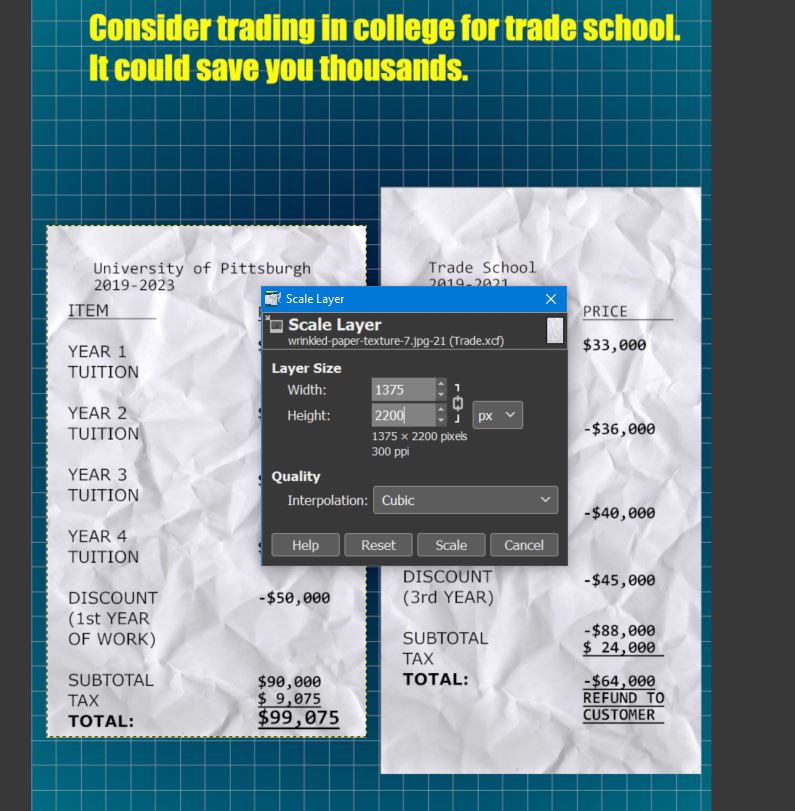 Consider trading in college for trade school.
It could save you thousands.
University of Pittsburgh
2019-2023
ITEM
YEAR 1
TUITION
YEAR 2
TUITION
YEAR 3
TUITION
YEAR 4
TUITION
DISCOUNT -$50,000
(1st YEAR
OF WORK)
SUBTOTAL $90,000
TAX $ 9,075
TOTAL: $99,075
Scale Layer
Scale Layer
wrinkled-paper-texture-7.jpg-21 (Trade.xcf)
Layer Size
Width: 1375
Height: 2200 px
1375 × 2200 pixels
300 ppi
Quality
Interpolation: Cubic
Help Reset Scale Cancel
Trade School
2019-2021
PRICE
$33,000
-$36,000
-$40,000
DISCOUNT -$45,000
(3rd YEAR)
SUBTOTAL -$88,000
TAX $ 24,000
TOTAL: -$64,000
REFUND TO
CUSTOMER